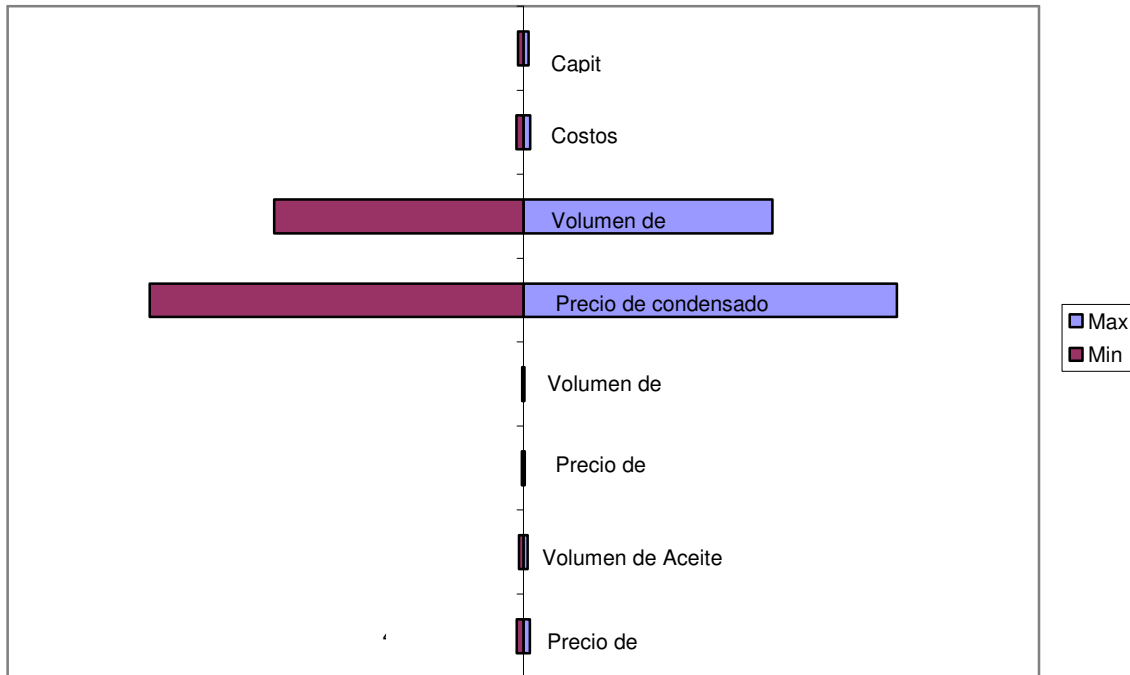 Capit
Costos
Volumen de
Precio de condensado
Max
Min
Volumen de
Precio de
Volumen de Aceite
Precio de